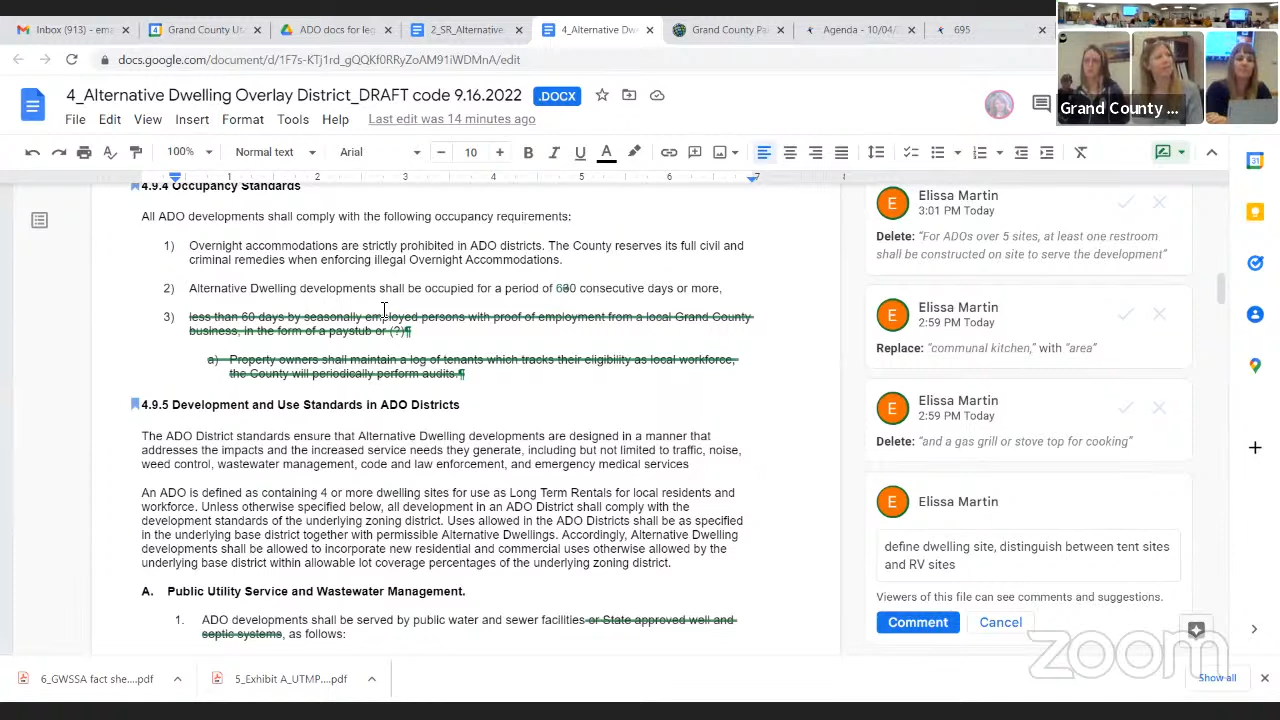 Inbox (913) - em
Grand County Ut
ADO docs fo
2_SR_Alternative
4_Alternative Dw
Grand County Pa
Agenda - 10/04/
695
docs.google.com/document/d/1F7s-KTj1rd_gQQKf0RRyZoAM91iWDMnA/edit
4_Alternative Dwelling Overlay District_DRAFT code 9.16.2022 .DOCX
File Edit View Insert Format Tools Help Last edit was 14 minutes ago
Grand County ...
100% Normal text Arial 10
1 2 3 4 5 6 7
4.9.4 Occupancy Standards
All ADO developments shall comply with the following occupancy requirements:
1) Overnight accommodations are strictly prohibited in ADO districts. The County reserves its full civil and
criminal remedies when enforcing illegal Overnight Accommodations.
2) Alternative Dwelling developments shall be occupied for a period of 630 consecutive days or more,
3) less than 60 days by seasonally employed persons with proof of employment from a local Grand County
business, in the form of a paystub or (?)¶
a) Property owners shall maintain a log of tenants which tracks their eligibility as local workforce,
the County will periodically perform audits.¶
4.9.5 Development and Use Standards in ADO Districts
The ADO District standards ensure that Alternative Dwelling developments are designed in a manner that
addresses the impacts and the increased service needs they generate, including but not limited to traffic, noise,
weed control, wastewater management, code and law enforcement, and emergency medical services
An ADO is defined as containing 4 or more dwelling sites for use as Long Term Rentals for local residents and
workforce. Unless otherwise specified below, all development in an ADO District shall comply with the
development standards of the underlying zoning district. Uses allowed in the ADO Districts shall be as specified
in the underlying base district together with permissible Alternative Dwellings. Accordingly, Alternative Dwelling
developments shall be allowed to incorporate new residential and commercial uses otherwise allowed by the
underlying base district within allowable lot coverage percentages of the underlying zoning district.
A. Public Utility Service and Wastewater Management.
1. ADO developments shall be served by public water and sewer facilities or State approved well and
septic systems, as follows:
E Elissa Martin
3:01 PM Today
Delete: “For ADOs over 5 sites, at least one restroom
shall be constructed on site to serve the development”
E Elissa Martin
2:59 PM Today
Replace: “communal kitchen,” with “area”
E Elissa Martin
2:59 PM Today
Delete: “and a gas grill or stove top for cooking”
E Elissa Martin
define dwelling site, distinguish between tent sites
and RV sites
Viewers of this file can see comments and suggestions.
Comment Cancel
31
zoom
6_GWSSA fact she....pdf
5_Exhibit A_UTMP....pdf
Show all